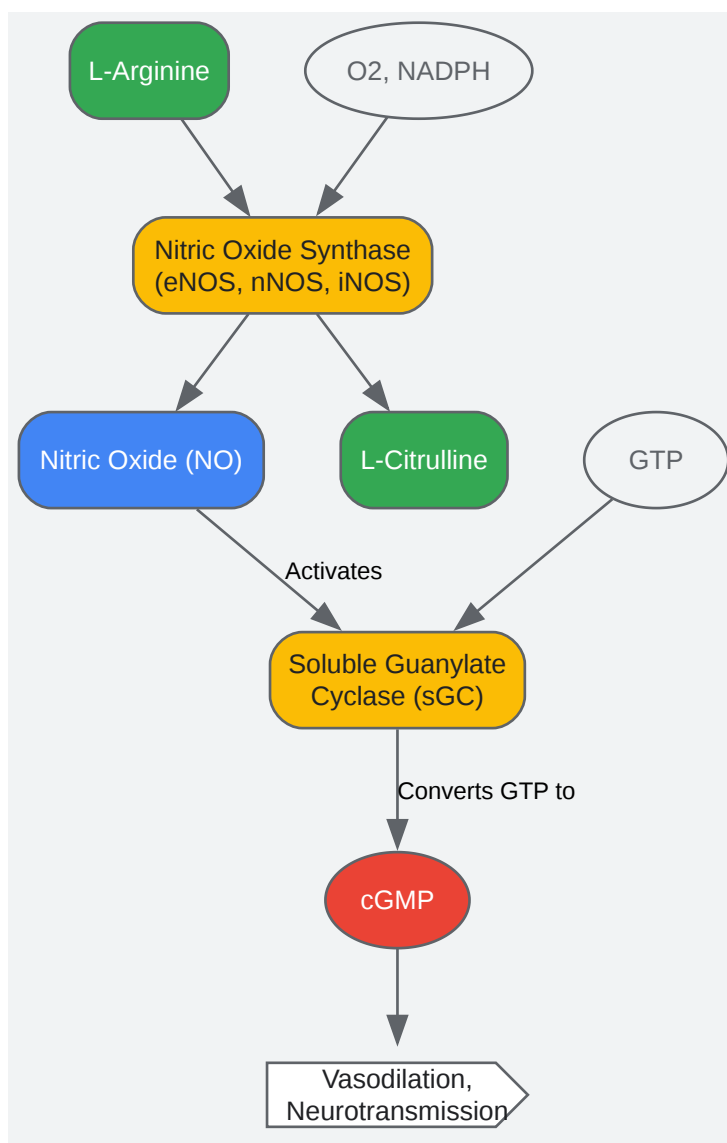 L-Arginine
O2, NADPH
Nitric Oxide Synthase
(eNOS, nNOS, iNOS)
Nitric Oxide (NO)
L-Citrulline
GTP
Activates
Soluble Guanylate
Cyclase (sGC)
Converts GTP to
cGMP
Vasodilation,
Neurotransmission